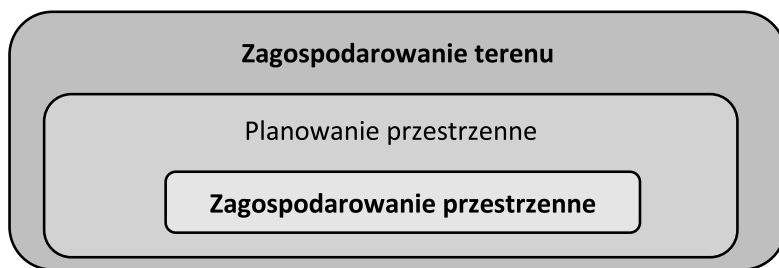 Zagospodarowanie terenu
Planowanie przestrzenne
Zagospodarowanie przestrzenne